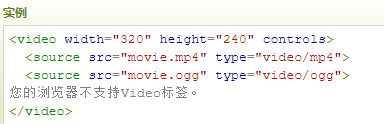 实例
<video width="320" height="240" controls>
  <source src="movie.mp4" type="video/mp4">
  <source src="movie.ogg" type="video/ogg">
您的浏览器不支持Video标签。
</video>